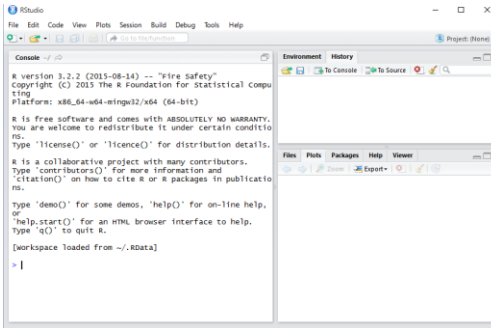 RStudio
File Edit Code View Plots Session Build Debug Tools Help
Go to file/function
Project: (None)
Console ~/
R version 3.2.2 (2015-08-14) -- "Fire Safety"
Copyright (C) 2015 The R Foundation for Statistical Compu
ting
Platform: x86_64-w64-mingw32/x64 (64-bit)
R is free software and comes with ABSOLUTELY NO WARRANTY.
You are welcome to redistribute it under certain conditio
ns.
Type 'license()' or 'licence()' for distribution details.
R is a collaborative project with many contributors.
Type 'contributors()' for more information and
'citation()' on how to cite R or R packages in publicatio
ns.
Type 'demo()' for some demos, 'help()' for on-line help,
or
'help.start()' for an HTML browser interface to help.
Type 'q()' to quit R.
[Workspace loaded from ~/.RData]
>
Environment History
To Console To Source
Files Plots Packages Help Viewer
Zoom Export